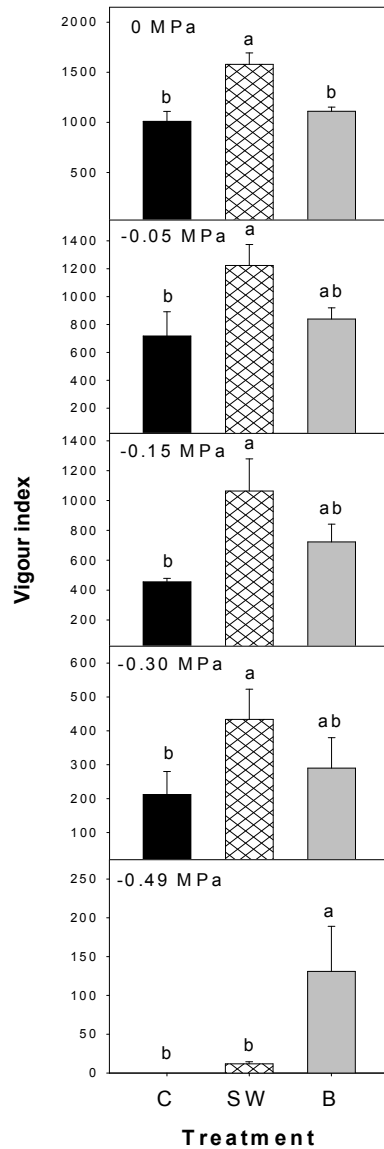 0 MPa
2000
1500
1000
500
b
a
b
-0.05 MPa
1400
1200
1000
800
600
400
200
b
a
ab
-0.15 MPa
1400
1200
1000
800
600
400
200
b
a
ab
-0.30 MPa
600
500
400
300
200
100
b
a
ab
-0.49 MPa
250
200
150
100
50
0
b
b
a
C SW B
Treatment
Vigour index